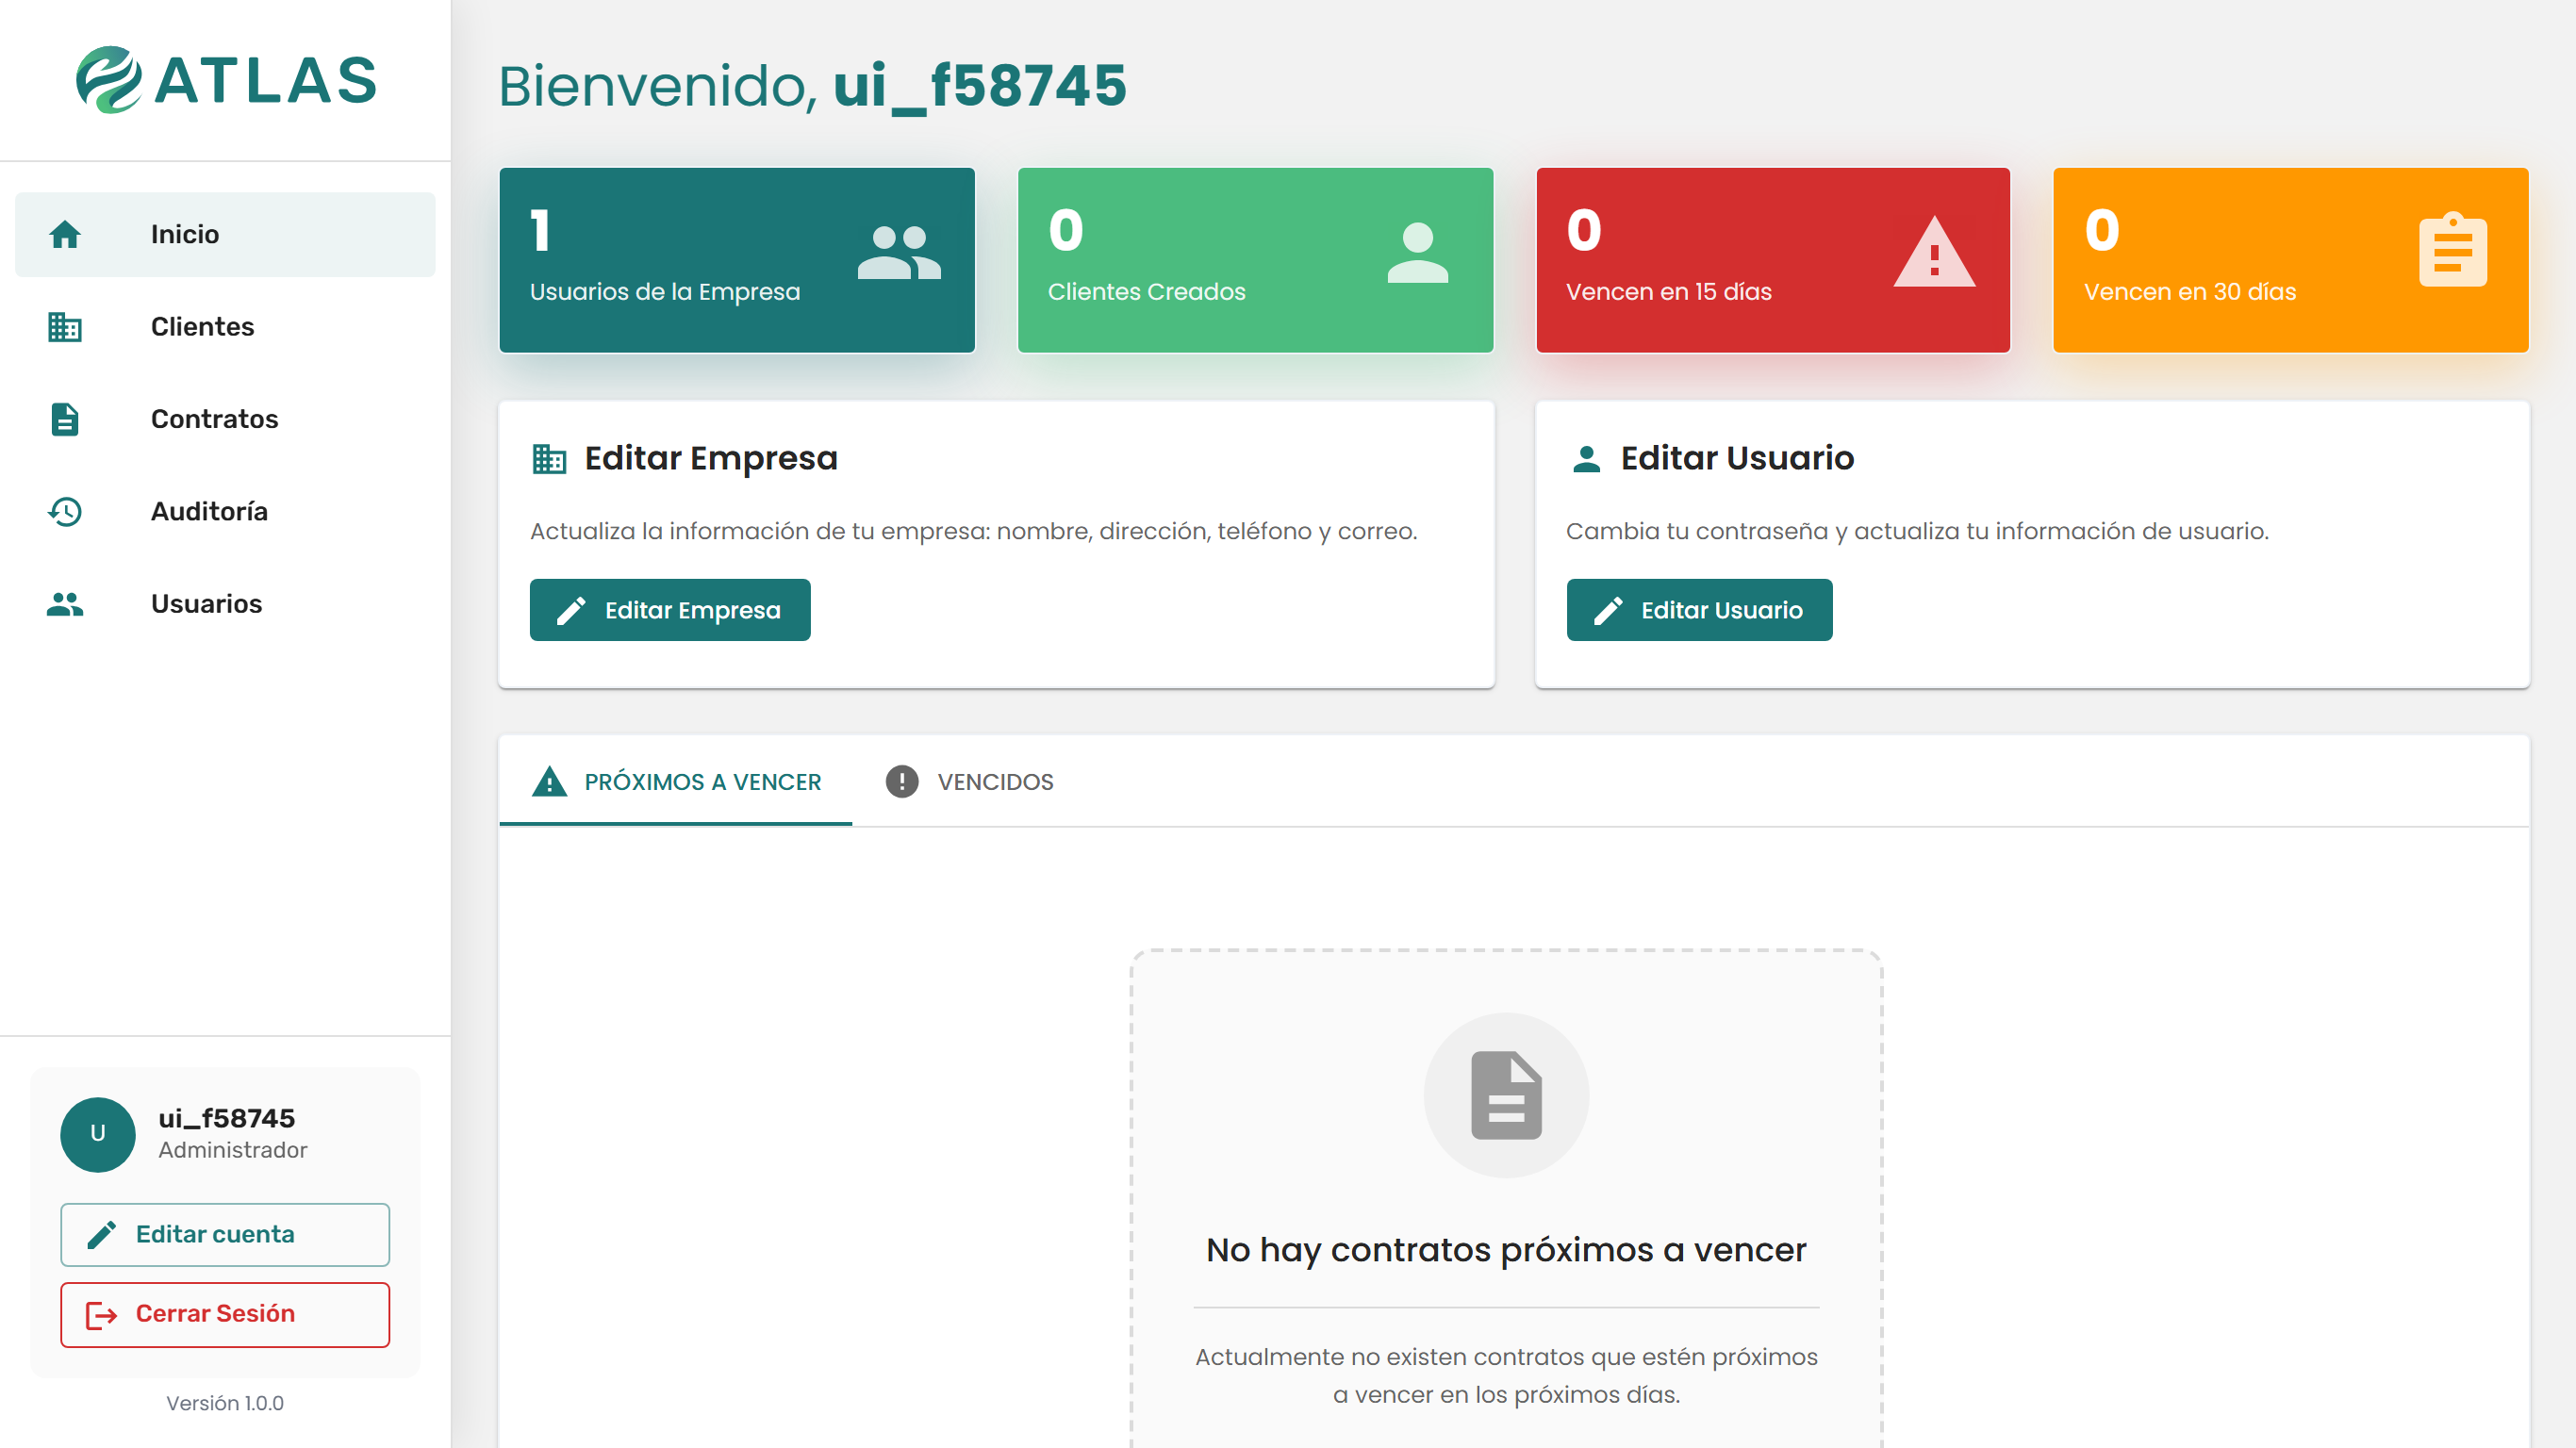 ATLAS
Inicio
Clientes
Contratos
Auditoría
Usuarios
ui_f58745
Administrador
U
Editar cuenta
Cerrar Sesión
Versión 1.0.0
Bienvenido, ui_f58745
1
Usuarios de la Empresa
0
Clientes Creados
0
Vencen en 15 días
0
Vencen en 30 días
Editar Empresa
Actualiza la información de tu empresa: nombre, dirección, teléfono y correo.
Editar Empresa
Editar Usuario
Cambia tu contraseña y actualiza tu información de usuario.
Editar Usuario
PRÓXIMOS A VENCER
VENCIDOS
No hay contratos próximos a vencer
Actualmente no existen contratos que estén próximos
a vencer en los próximos días.